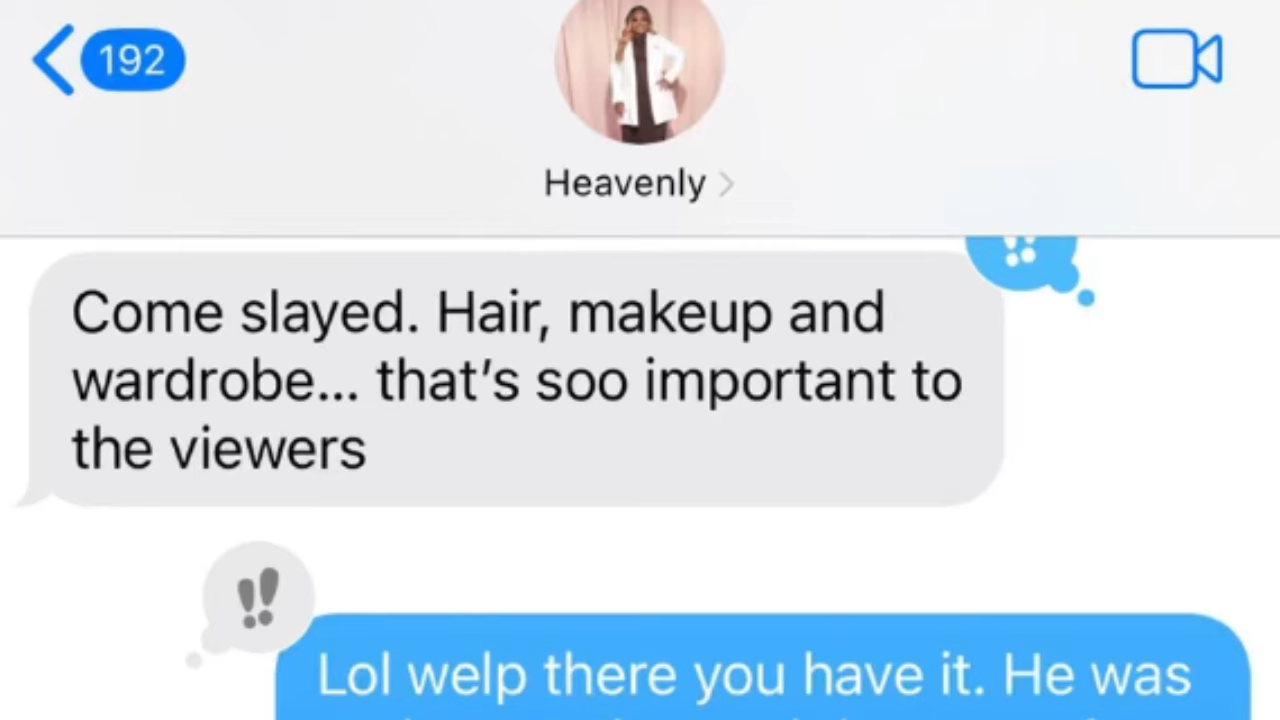 192
Heavenly
Come slayed. Hair, makeup and
wardrobe... that's soo important to
the viewers
Lol welp there you have it. He was